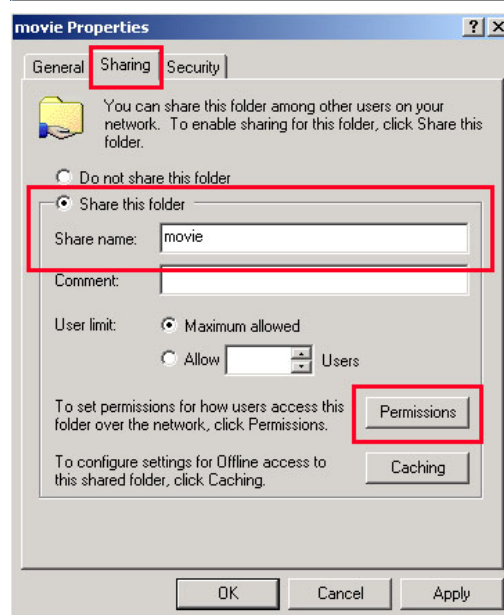 movie Properties
General Sharing Security
You can share this folder among other users on your
network. To enable sharing for this folder, click Share this
folder.
Do not share this folder
Share this folder
Share name: movie
Comment:
User limit: Maximum allowed
Allow Users
To set permissions for how users access this
folder over the network, click Permissions.
Permissions
To configure settings for Offline access to
this shared folder, click Caching.
Caching
OK Cancel Apply